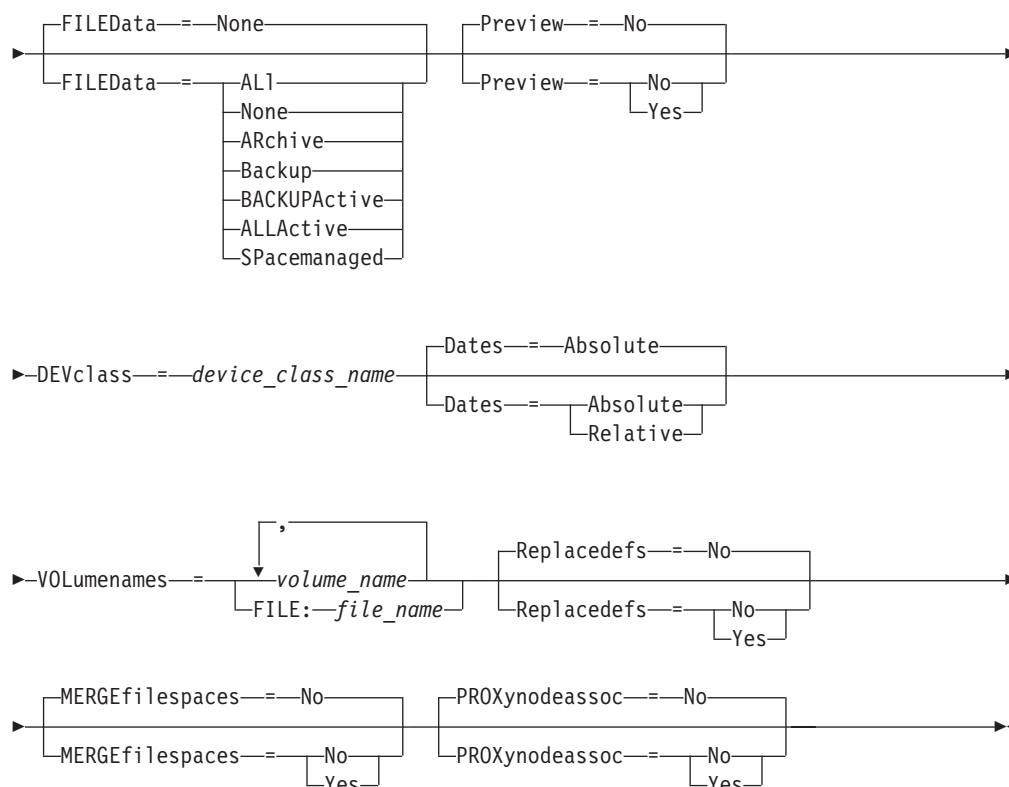 FILEData = None Preview = No
FILEData = ALl Preview = No
None Yes
ARchive
Backup
BACKUPActive
ALLActive
SPacemanaged
Dates = Absolute
DEVclass = device_class_name
Dates = Absolute
Relative
,
Replacedefs = No
VOLumenames = volume_name
FILE: file_name Replacedefs = No
Yes
MERGEfilespaces = No PROXynodeassoc = No
MERGEfilespaces = No PROXynodeassoc = No
Yes Yes